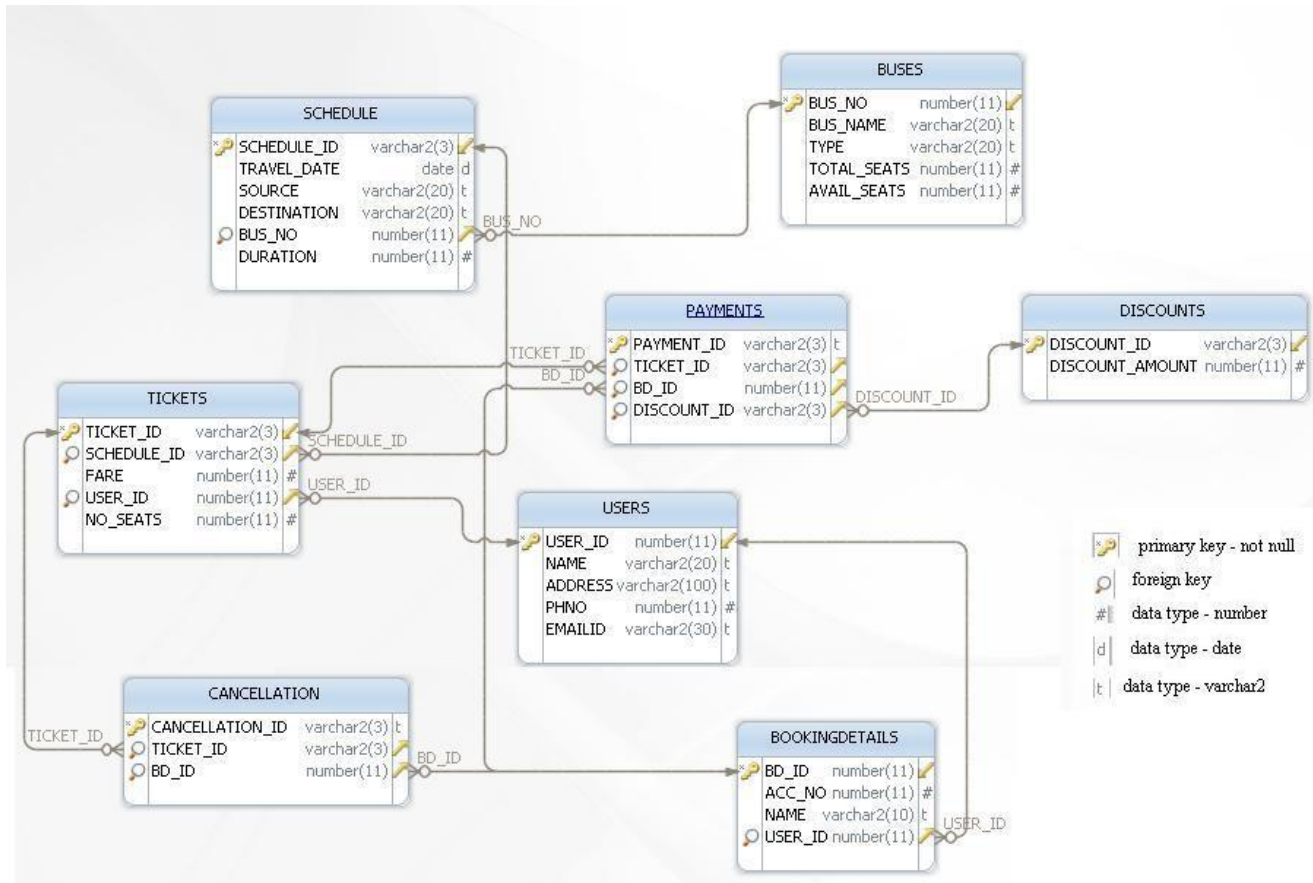 BUSES
BUS_NO number(11)
BUS_NAME varchar2(20) t
TYPE varchar2(20) t
TOTAL_SEATS number(11) #
AVAIL_SEATS number(11) #
SCHEDULE
SCHEDULE_ID varchar2(3)
TRAVEL_DATE date d
SOURCE varchar2(20) t
DESTINATION varchar2(20) t
BUS_NO number(11)
DURATION number(11) #
BUS_NO
PAYMENTS
PAYMENT_ID varchar2(3) t
TICKET_ID varchar2(3)
BD_ID number(11)
DISCOUNT_ID varchar2(3)
TICKET_ID
BD_ID
DISCOUNT_ID
DISCOUNTS
DISCOUNT_ID varchar2(3)
DISCOUNT_AMOUNT number(11) #
TICKETS
TICKET_ID varchar2(3)
SCHEDULE_ID varchar2(3)
FARE number(11) #
USER_ID number(11)
NO_SEATS number(11) #
SCHEDULE_ID
USER_ID
USERS
USER_ID number(11)
NAME varchar2(20) t
ADDRESS varchar2(100) t
PHNO number(11) #
EMAILID varchar2(30) t
primary key - not null
foreign key
# data type - number
d data type - date
t data type - varchar2
CANCELLATION
CANCELLATION_ID varchar2(3) t
TICKET_ID varchar2(3)
BD_ID number(11)
TICKET_ID
BD_ID
BOOKINGDETAILS
BD_ID number(11)
ACC_NO number(11) #
NAME varchar2(10) t
USER_ID number(11)
USER_ID